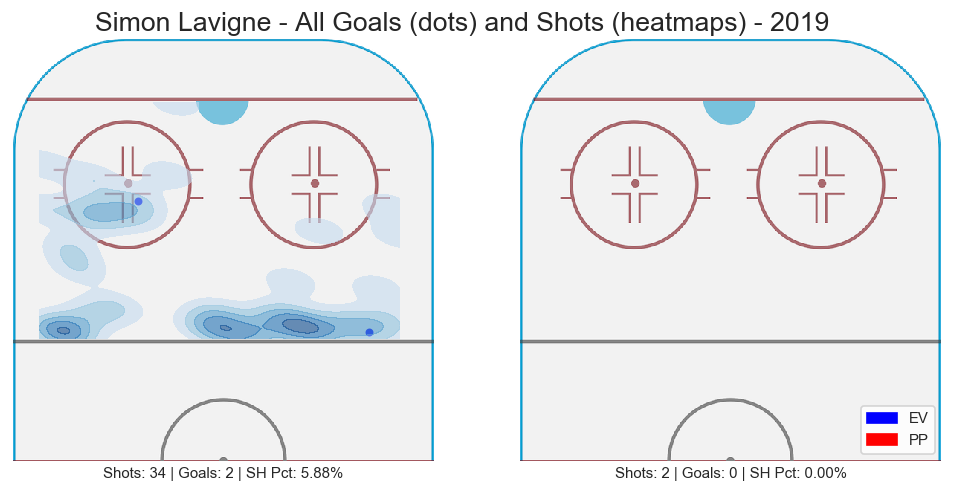 Simon Lavigne - All Goals (dots) and Shots (heatmaps) - 2019
EV
PP
Shots: 34 | Goals: 2 | SH Pct: 5.88%
Shots: 2 | Goals: 0 | SH Pct: 0.00%